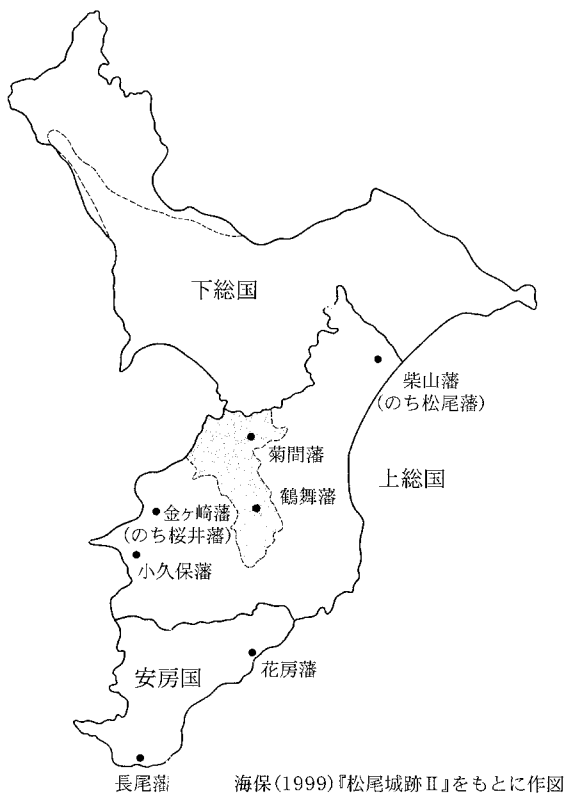 下総国
柴山藩
(のち松尾藩)
菊間藩
上総国
鶴舞藩
金ヶ崎藩
(のち桜井藩)
小久保藩
安房国
花房藩
長尾藩
海保(1999)『松尾城跡Ⅱ』をもとに作図